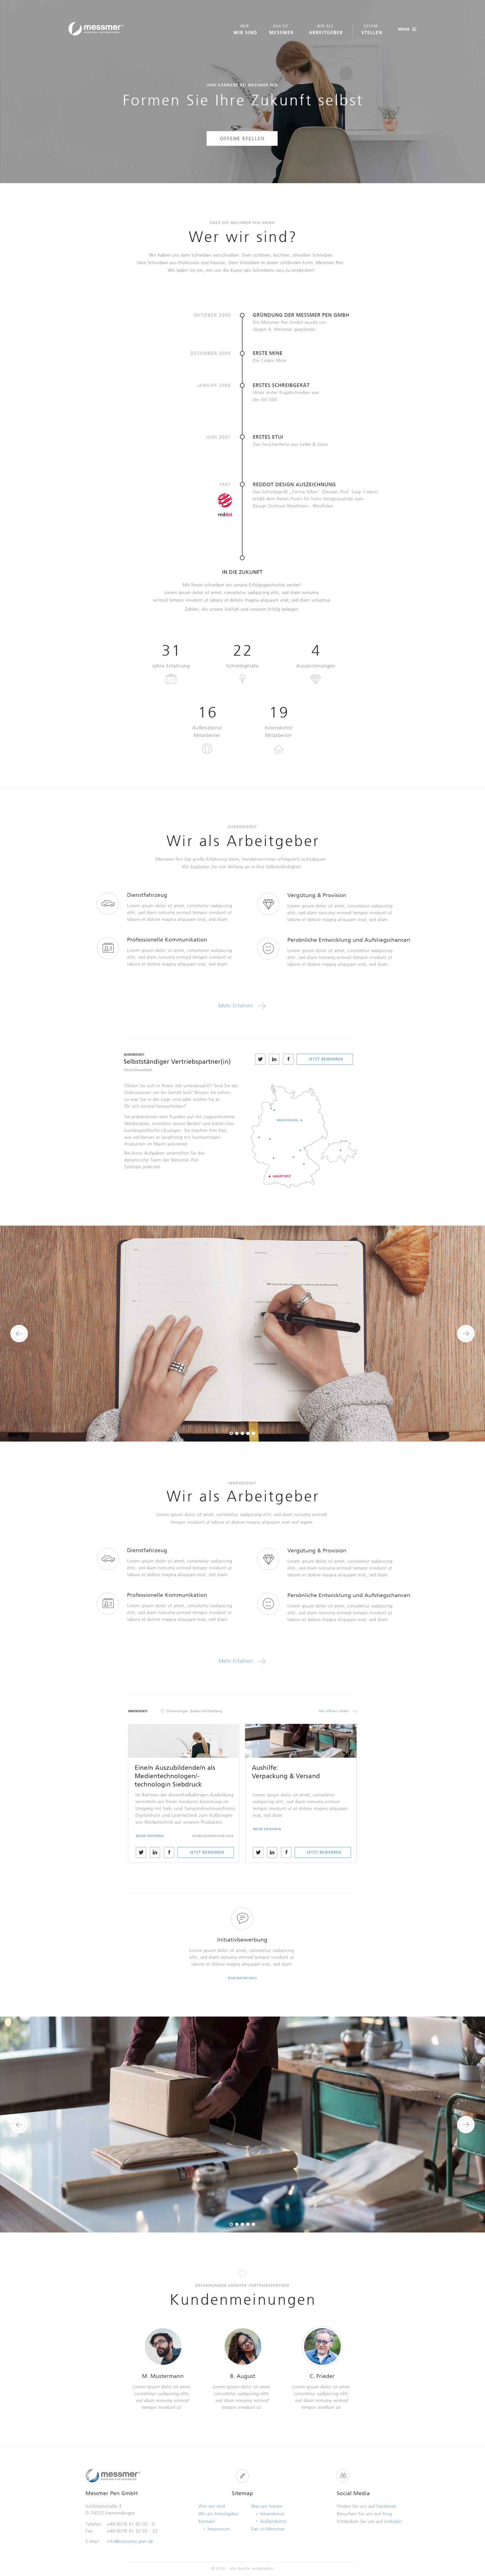 messmer
WER
WIR SIND
DAS IST
MESSMER
WIR ALS
ARBEITGEBER
OFFENE
STELLEN
MEHR
IHRE KARRIERE BEI MESSMER PEN
Formen Sie Ihre Zukunft selbst
OFFENE STELLEN
ÜBER DIE MESSMER PEN GMBH
Wer wir sind?
Wir haben uns dem Schreiben verschrieben. Dem schönen, leichten, stilvollen Schreiben.
Dem Schreiben aus Profession und Passion. Dem Schreiben in seiner schönsten Form. Messmer Pen.
Wir laden Sie ein, mit uns die Kunst des Schreibens neu zu entdecken!
OKTOBER 2005
GRÜNDUNG DER MESSMER PEN GMBH
Die Messmer Pen GmbH wurde von
Jürgen A. Messmer gegründet
DEZEMBER 2005
ERSTE MINE
Die Colani Mine
JANUAR 2006
ERSTES SCHREIBGERÄT
Unser erster Kugelschreiber war
der Art 500
JUNI 2007
ERSTES ETUI
Das Geschenketui aus Leder & Glas
1997
REDDOT DESIGN AUSZEICHNUNG
Das Schreibgerät „Forma Silber" (Design: Prof. Luigi Colani)
erhält dem Roten Punkt für hohe Designqualität vom
Design Zentrum Nordrhein - Westfalen
reddot
IN DIE ZUKUNFT
Mit Ihnen schreiben wir unsere Erfolgsgeschichte weiter!
Lorem ipsum dolor sit amet, consetetur sadipscing elitr, sed diam nonumy
eirmod tempor invidunt ut labore et dolore magna aliquyam erat, sed diam voluptua.
Zahlen, die unsere Vielfalt und unseren Erfolg belegen
31
Jahre Erfahrung
22
Schreibgeräte
4
Auszeichnungen
16
Außendienst
Mitarbeiter
19
Innendienst
Mitarbeiter
AUßENDIENST
Wir als Arbeitgeber
Messmer Pen hat große Erfahrung darin, Handelsvertreter erfolgreich aufzubauen.
Wir begleiten Sie von Anfang an in Ihre Selbstständigkeit.
Dienstfahrzeug
Lorem ipsum dolor sit amet, consetetur sadipscing
elitr, sed diam nonumy eirmod tempor invidunt ut
labore et dolore magna aliquyam erat, sed diam
Vergütung & Provision
Lorem ipsum dolor sit amet, consetetur sadipscing
elitr, sed diam nonumy eirmod tempor invidunt ut
labore et dolore magna aliquyam erat, sed diam
Professionelle Kommunikation
Lorem ipsum dolor sit amet, consetetur sadipscing
elitr, sed diam nonumy eirmod tempor invidunt ut
labore et dolore magna aliquyam erat, sed diam
Persönliche Entwicklung und Aufstiegschancen
Lorem ipsum dolor sit amet, consetetur sadipscing
elitr, sed diam nonumy eirmod tempor invidunt ut
labore et dolore magna aliquyam erat, sed diam
Mehr Erfahren
AUßENDIENST
Selbstständiger Vertriebspartner(in)
Deutschlandweit
JETZT BEWERBEN
Fühlen Sie sich in Ihrem Job unterbezahlt? Sind Sie die
Diskussionen um Ihr Gehalt leid? Wissen Sie schon,
zu was Sie in der Lage sind oder wollen Sie es
für sich einmal herausfinden?
Sie präsentieren dem Kunden auf ihn zugeschnittene
Werbeideen, ermitteln seinen Bedarf und bieten ihm
kundenspezifische Lösungen. Sie machen ihm klar,
wie viel besser er langfristig mit hochwertigen
Produkten im Markt ankommt.
Bei Ihren Aufgaben unterstützt Sie das
dynamische Team der Messmer Pen
Zentrale jederzeit.
BRANDENBURG
HAUPTSITZ
INNENDIENST
Wir als Arbeitgeber
Lorem ipsum dolor sit amet, consetetur sadipscing elitr, sed diam nonumy eirmod
tempor invidunt ut labore et dolore magna aliquyam erat sed vogam.
Dienstfahrzeug
Lorem ipsum dolor sit amet, consetetur sadipscing
elitr, sed diam nonumy eirmod tempor invidunt ut
labore et dolore magna aliquyam erat, sed diam
Vergütung & Provision
Lorem ipsum dolor sit amet, consetetur sadipscing
elitr, sed diam nonumy eirmod tempor invidunt ut
labore et dolore magna aliquyam erat, sed diam
Professionelle Kommunikation
Lorem ipsum dolor sit amet, consetetur sadipscing
elitr, sed diam nonumy eirmod tempor invidunt ut
labore et dolore magna aliquyam erat, sed diam
Persönliche Entwicklung und Aufstiegschancen
Lorem ipsum dolor sit amet, consetetur sadipscing
elitr, sed diam nonumy eirmod tempor invidunt ut
labore et dolore magna aliquyam erat, sed diam
Mehr Erfahren
INNENDIENST
Emmendingen, Baden-Württemberg
Alle offenen Stellen
Eine/n Auszubildende/n als
Medientechnologen/-
technologin Siebdruck
Im Rahmen der dreieinhalbjährigen Ausbildung
vermitteln wir Ihnen fundierte Kenntnisse im
Umgang mit Sieb- und Tampondruckmaschinen,
Digitaldruck und Lasertechnik zum Aufbringen
von Werbetechnik auf unseren Produkten.
MEHR ERFAHREN
JETZT BEWERBEN
Aushilfe:
Verpackung & Versand
Lorem ipsum dolor sit amet, consetetur sadipscing
elitr, sed diam nonumy eirmod tempor
invidunt ut labore et dolore magna aliquyam
erat, sed diam
MEHR ERFAHREN
JETZT BEWERBEN
Initiativbewerbung
Lorem ipsum dolor sit amet, consetetur sadipscing
elitr, sed diam nonumy eirmod tempor invidunt ut
labore et dolore magna aliquyam erat, sed diam
KONTAKTDETAILS
ERFAHRUNGEN UNSERER VERTRIEBSPARTNER
Kundenmeinungen
M. Mustermann
Lorem ipsum dolor sit amet,
consetetur sadipscing elitr,
sed diam nonumy eirmod
tempor invidunt ut
B. August
Lorem ipsum dolor sit amet,
consetetur sadipscing elitr,
sed diam nonumy eirmod
tempor invidunt ut
C. Frieder
Lorem ipsum dolor sit amet,
consetetur sadipscing elitr,
sed diam nonumy eirmod
tempor invidunt ut
messmer
Messmer Pen GmbH
Schützenstraße 3
D-79312 Emmendingen
Telefon +49 (0)76 41 92 03 - 0
Fax +49 (0)76 41 92 03 - 22
E-Mail info@messmer-pen.de
Sitemap
Wer wir sind
Wir als Arbeitgeber
Kontakt
Impressum
Was wir bieten
Innendienst
Außendienst
Das ist Messmer
Social Media
Finden Sie uns auf Facebook
Besuchen Sie uns auf Xing
Entdecken Sie uns auf Linkedin
© 2016 - Alle Rechte vorbehalten